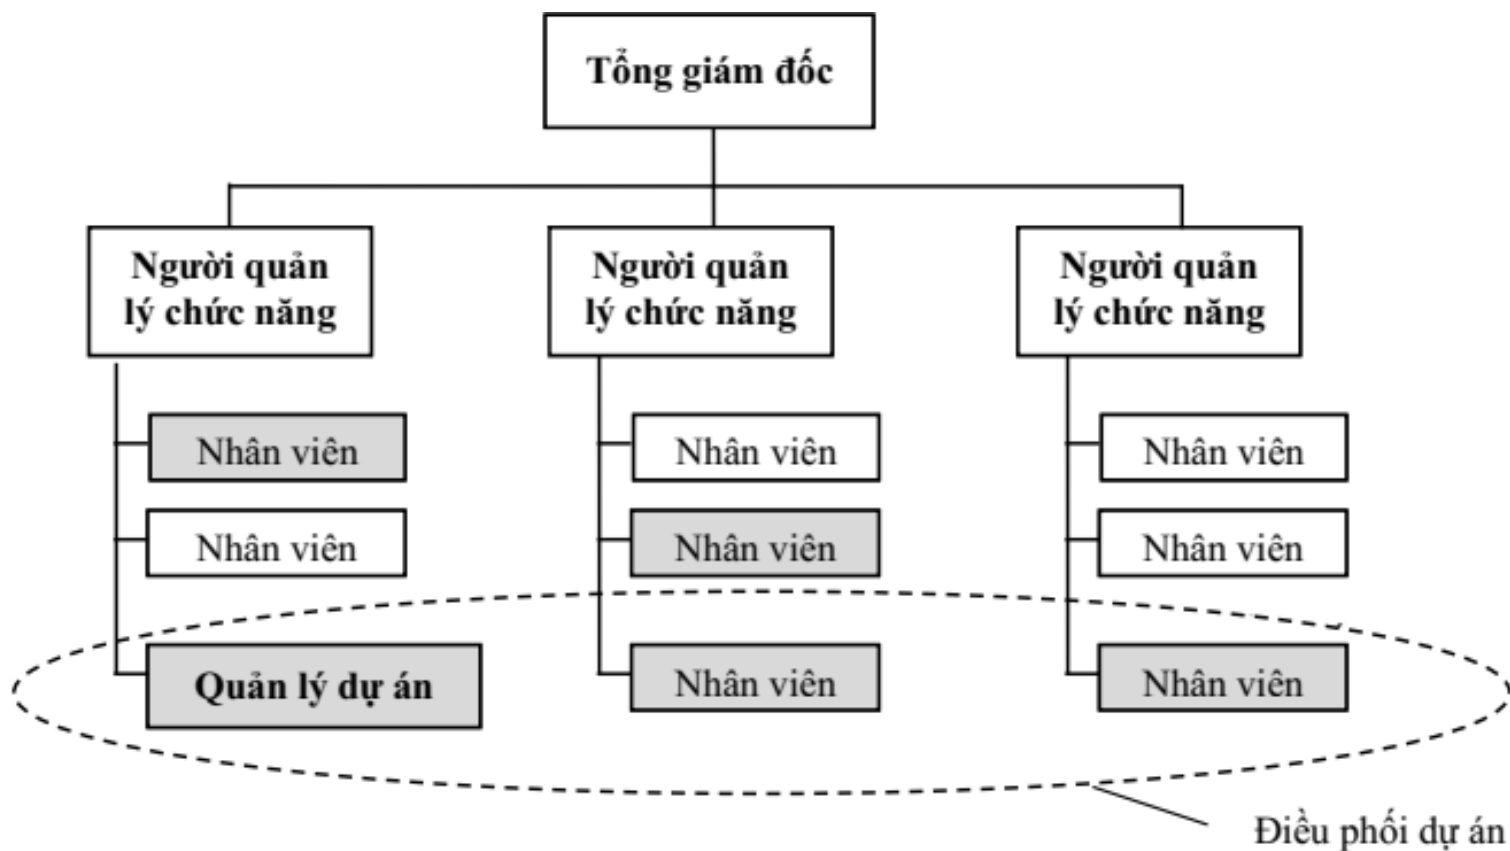 Tổng giám đốc
Người quản
lý chức năng
Người quản
lý chức năng
Người quản
lý chức năng
Nhân viên
Nhân viên
Nhân viên
Nhân viên
Nhân viên
Nhân viên
Quản lý dự án
Nhân viên
Nhân viên
Điều phối dự án